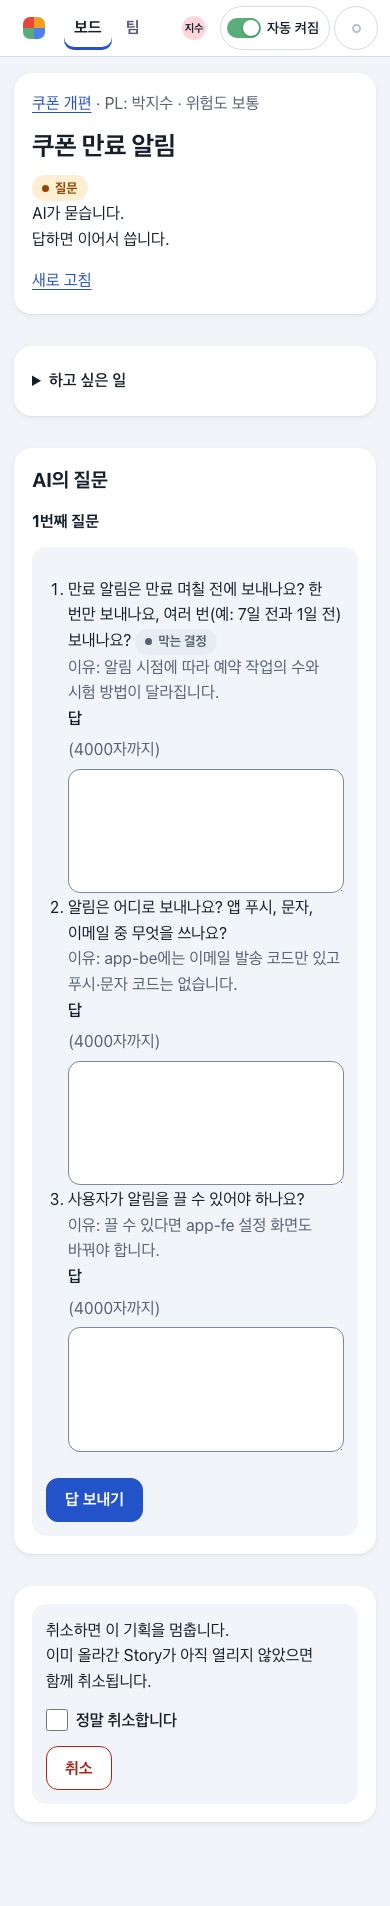 보드 팀 지수 자동 켜짐
쿠폰 개편 · PL: 박지수 · 위험도 보통
쿠폰 만료 알림
질문
AI가 묻습니다.
답하면 이어서 씁니다.
새로 고침
▶ 하고 싶은 일
AI의 질문
1번째 질문
1. 만료 알림은 만료 며칠 전에 보내나요? 한
번만 보내나요, 여러 번(예: 7일 전과 1일 전)
보내나요? 막는 결정
이유: 알림 시점에 따라 예약 작업의 수와
시험 방법이 달라집니다.
답
(4000자까지)
2. 알림은 어디로 보내나요? 앱 푸시, 문자,
이메일 중 무엇을 쓰나요?
이유: app-be에는 이메일 발송 코드만 있고
푸시·문자 코드는 없습니다.
답
(4000자까지)
3. 사용자가 알림을 끌 수 있어야 하나요?
이유: 끌 수 있다면 app-fe 설정 화면도
바꿔야 합니다.
답
(4000자까지)
답 보내기
취소하면 이 기획을 멈춥니다.
이미 올라간 Story가 아직 열리지 않았으면
함께 취소됩니다.
정말 취소합니다
취소